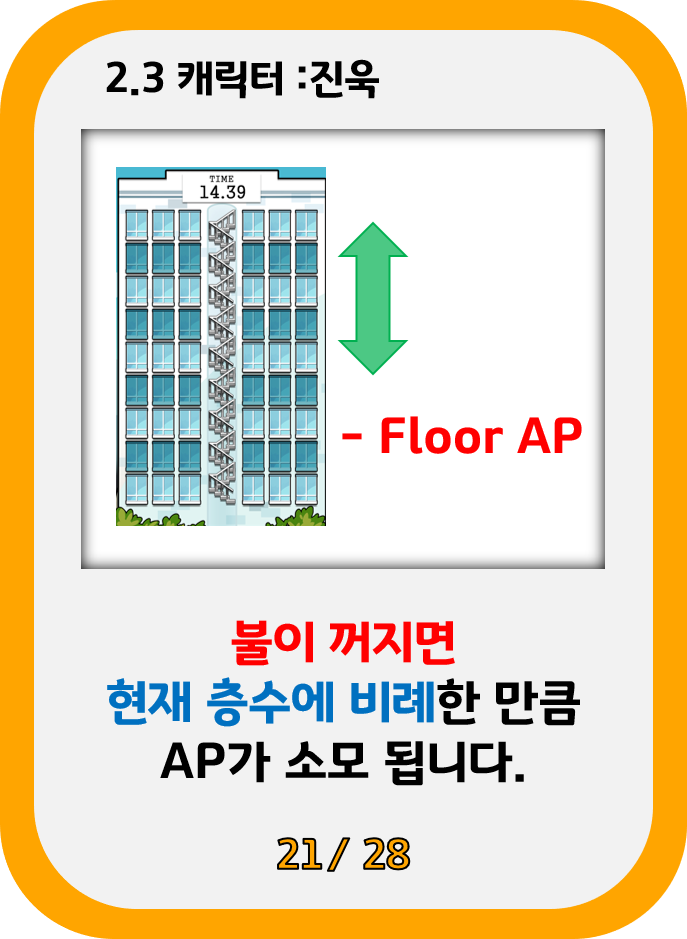 2.3 캐릭터 :진욱
TIME
14.39
- Floor AP
불이 꺼지면
현재 층수에 비례한 만큼
AP가 소모 됩니다.
21 / 28